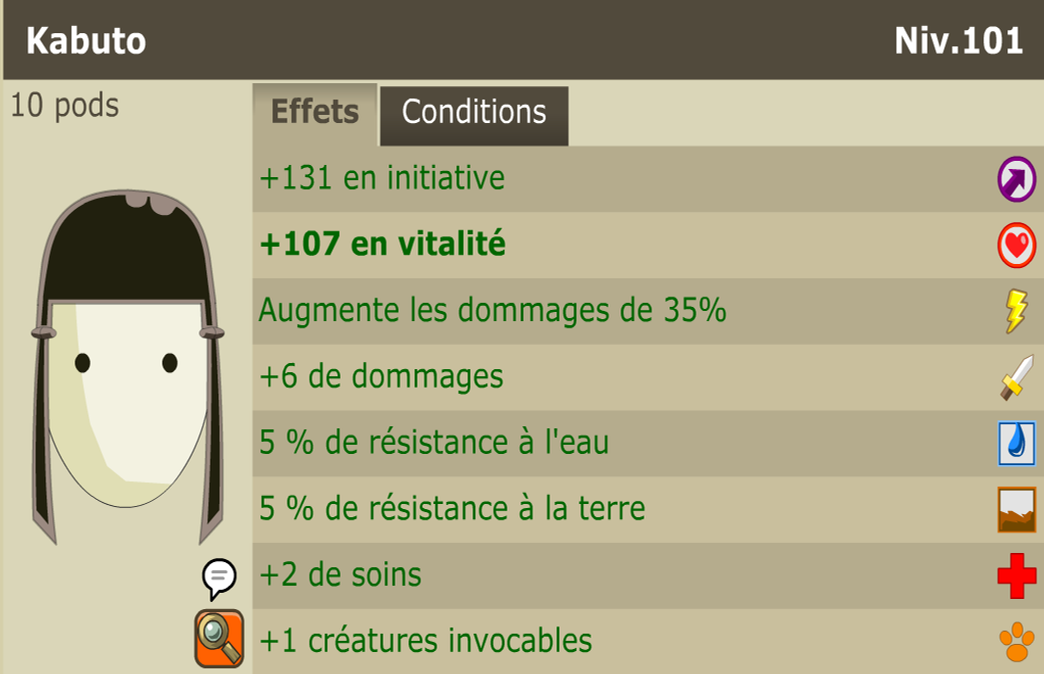 Kabuto Niv.101
10 pods
Effets Conditions
+131 en initiative
+107 en vitalité
Augmente les dommages de 35%
+6 de dommages
5 % de résistance à l'eau
5 % de résistance à la terre
+2 de soins
+1 créatures invocables